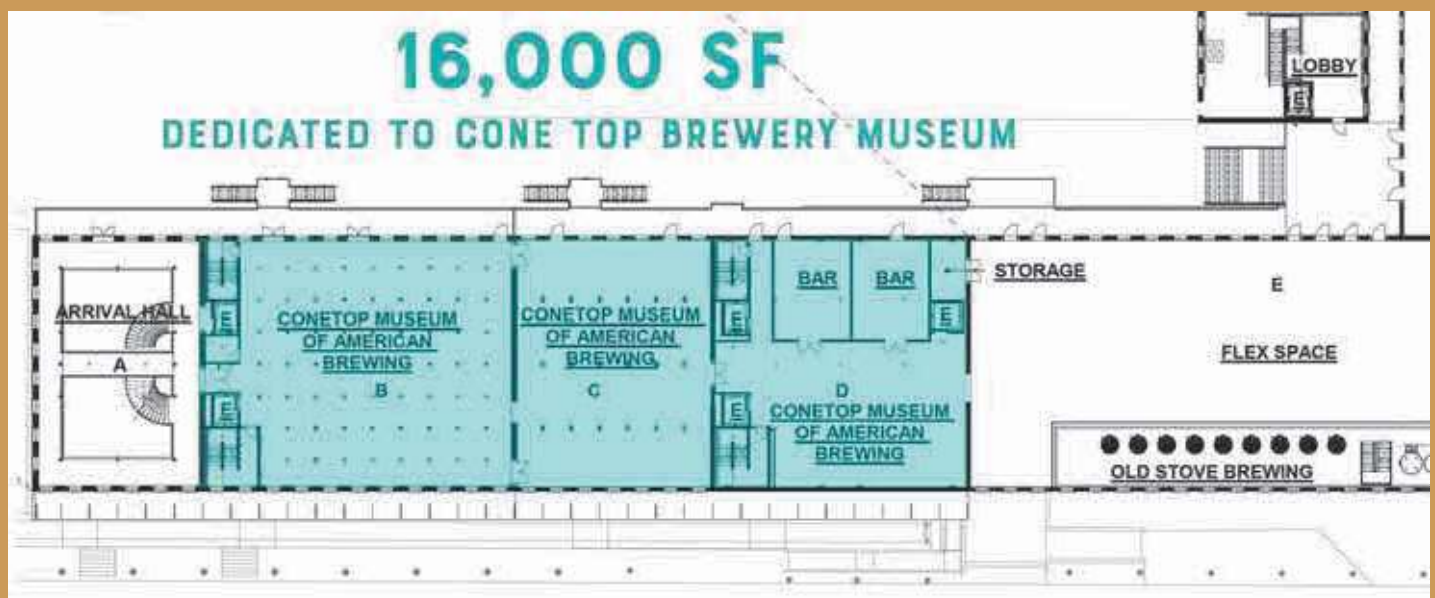 16,000 SF
DEDICATED TO CONE TOP BREWERY MUSEUM
LOBBY
E
ARRIVAL HALL
A
E
E
CONETOP MUSEUM
OF AMERICAN
BREWING
B
CONETOP MUSEUM
OF AMERICAN
BREWING
C
E
E
BAR
BAR
E
D
CONETOP MUSEUM
OF AMERICAN
BREWING
STORAGE
E
FLEX SPACE
OLD STOVE BREWING